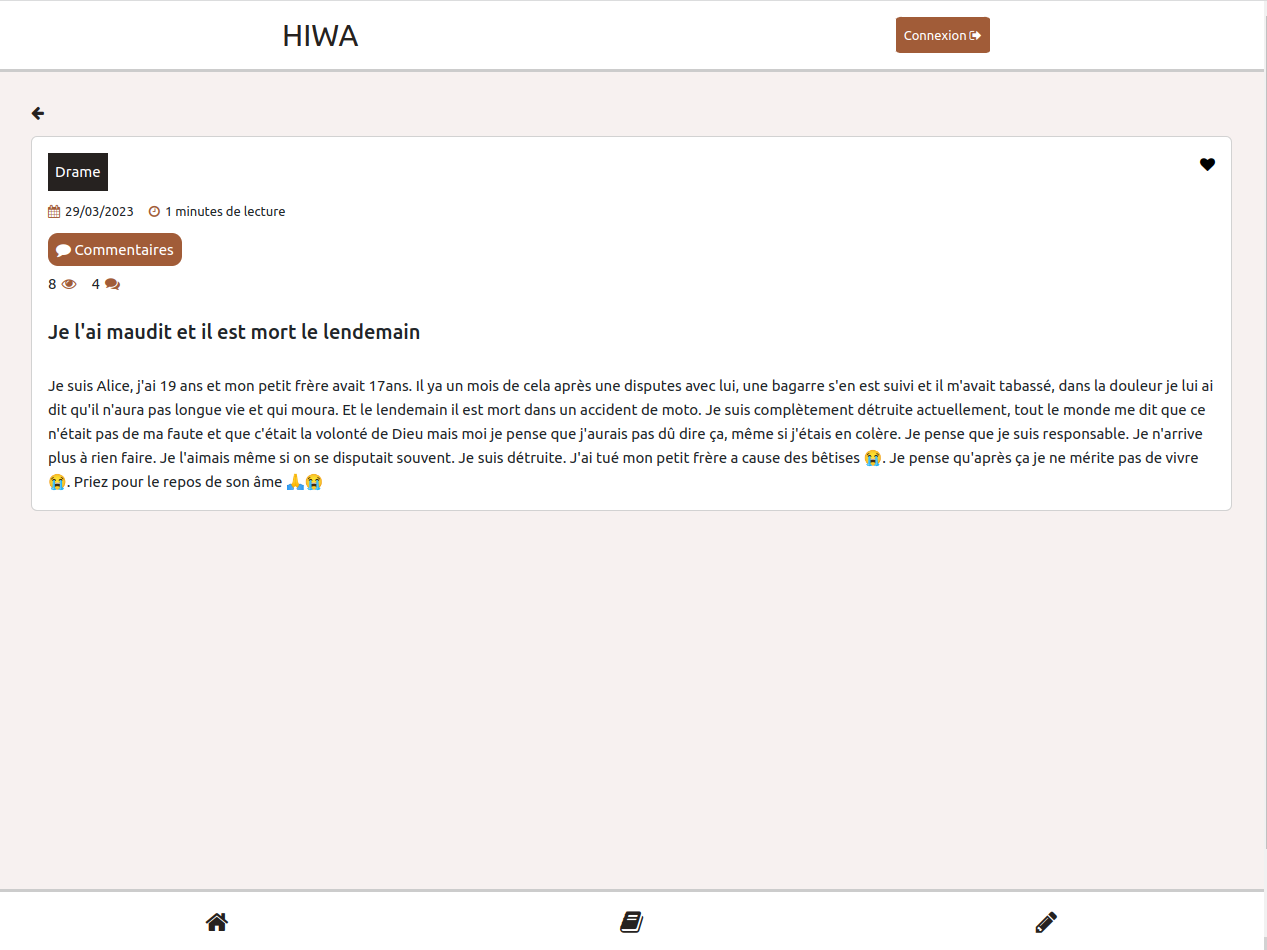 HIWA
Connexion
Drame
29/03/2023 1 minutes de lecture
Commentaires
8 4
Je l'ai maudit et il est mort le lendemain
Je suis Alice, j'ai 19 ans et mon petit frère avait 17ans. Il ya un mois de cela après une disputes avec lui, une bagarre s'en est suivi et il m'avait tabassé, dans la douleur je lui ai
dit qu'il n'aura pas longue vie et qui moura. Et le lendemain il est mort dans un accident de moto. Je suis complètement détruite actuellement, tout le monde me dit que ce
n'était pas de ma faute et que c'était la volonté de Dieu mais moi je pense que j'aurais pas dû dire ça, même si j'étais en colère. Je pense que je suis responsable. Je n'arrive
plus à rien faire. Je l'aimais même si on se disputait souvent. Je suis détruite. J'ai tué mon petit frère a cause des bêtises 😭. Je pense qu'après ça je ne mérite pas de vivre
😭. Priez pour le repos de son âme 🙏😭